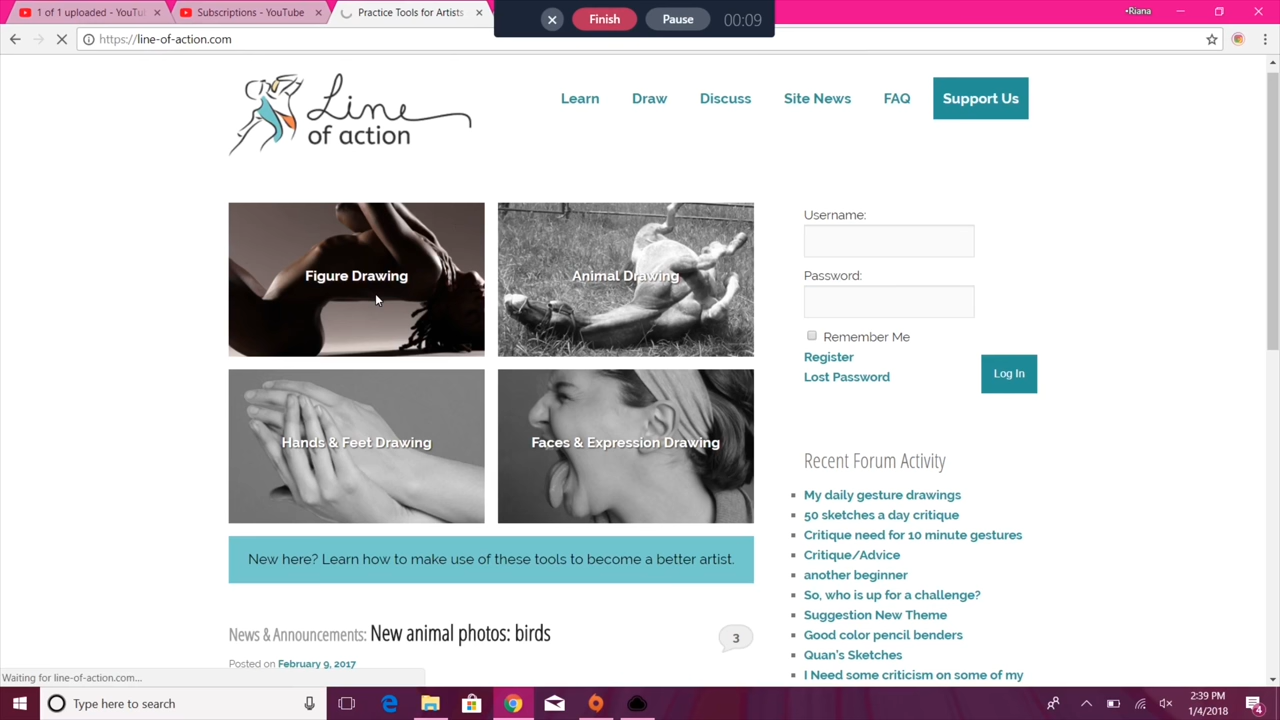 1 uploaded - YouTube
Subscriptions - YouTube
Practice Tools for Artists
Finish
Pause
00:09
•Riana
https://line-of-action.com
Line
of action
Learn
Draw
Discuss
Site News
FAQ
Support Us
Figure Drawing
Animal Drawing
Hands & Feet Drawing
Faces & Expression Drawing
Username:
Password:
Remember Me
Register
Lost Password
Log In
New here? Learn how to make use of these tools to become a better artist.
Recent Forum Activity
My daily gesture drawings
50 sketches a day critique
Critique need for 10 minute gestures
Critique/Advice
another beginner
So, who is up for a challenge?
Suggestion New Theme
Good color pencil benders
Quan's Sketches
I Need some criticism on some of my
News & Announcements: New animal photos: birds
3
Posted on February 9, 2017
Waiting for line-of-action.com...
Type here to search
2:39 PM
1/4/2018
4